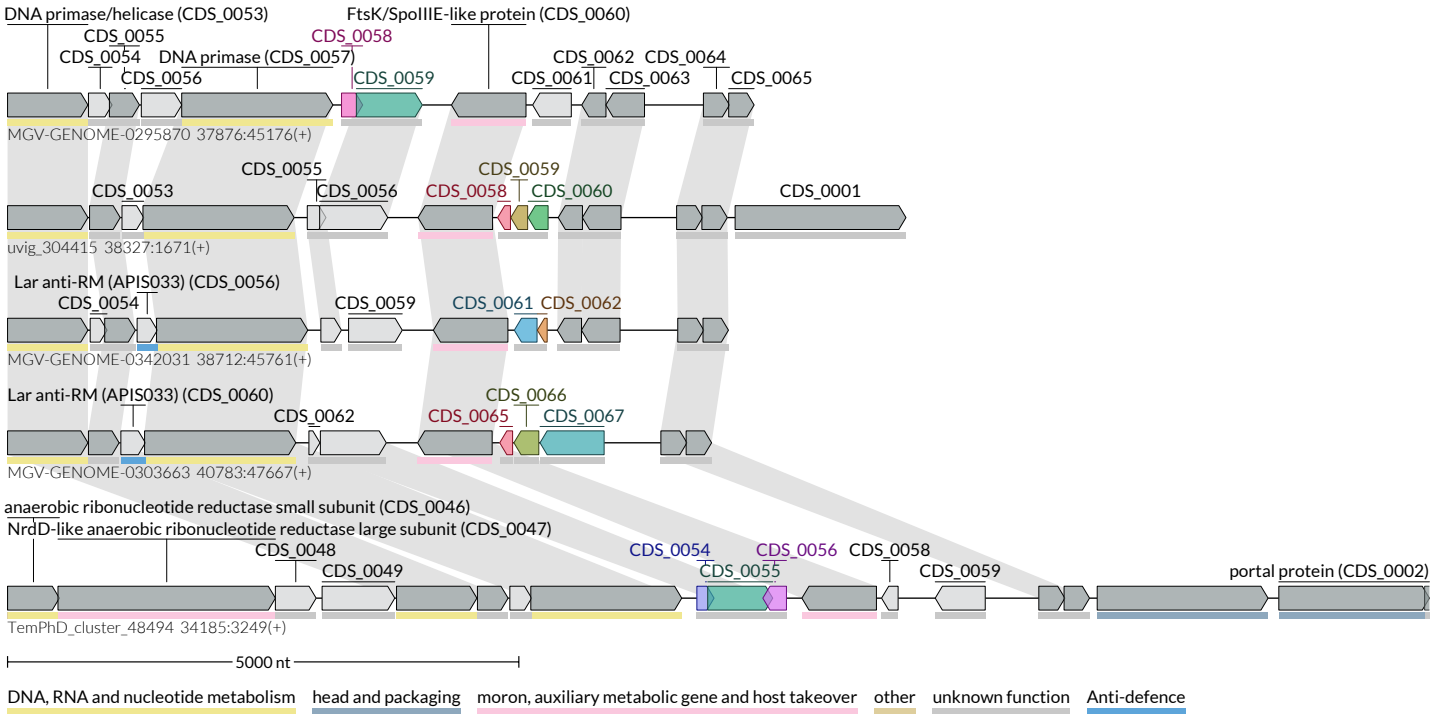 DNA primase/helicase (CDS_0053) FtsK/SpoIIIE-like protein (CDS_0060)
CDS_0055 CDS_0058
CDS_0054 DNA primase (CDS_0057) CDS_0062 CDS_0064
CDS_0056 CDS_0059 CDS_0061 CDS_0063 CDS_0065
MGV-GENOME-0295870 37876:45176(+)
CDS_0055 CDS_0059
CDS_0053 CDS_0056 CDS_0058 CDS_0060 CDS_0001
uvig_304415 38327:1671(+)
Lar anti-RM (APIS033) (CDS_0056)
CDS_0054 CDS_0059 CDS_0061 CDS_0062
MGV-GENOME-0342031 38712:45761(+)
Lar anti-RM (APIS033) (CDS_0060) CDS_0066
CDS_0062 CDS_0065 CDS_0067
MGV-GENOME-0303663 40783:47667(+)
anaerobic ribonucleotide reductase small subunit (CDS_0046)
NrdD-like anaerobic ribonucleotide reductase large subunit (CDS_0047)
CDS_0048 CDS_0054 CDS_0056 CDS_0058
CDS_0049 CDS_0055 CDS_0059 portal protein (CDS_0002)
TemPhD_cluster_48494 34185:3249(+)
5000 nt
DNA, RNA and nucleotide metabolism head and packaging moron, auxiliary metabolic gene and host takeover other unknown function Anti-defence